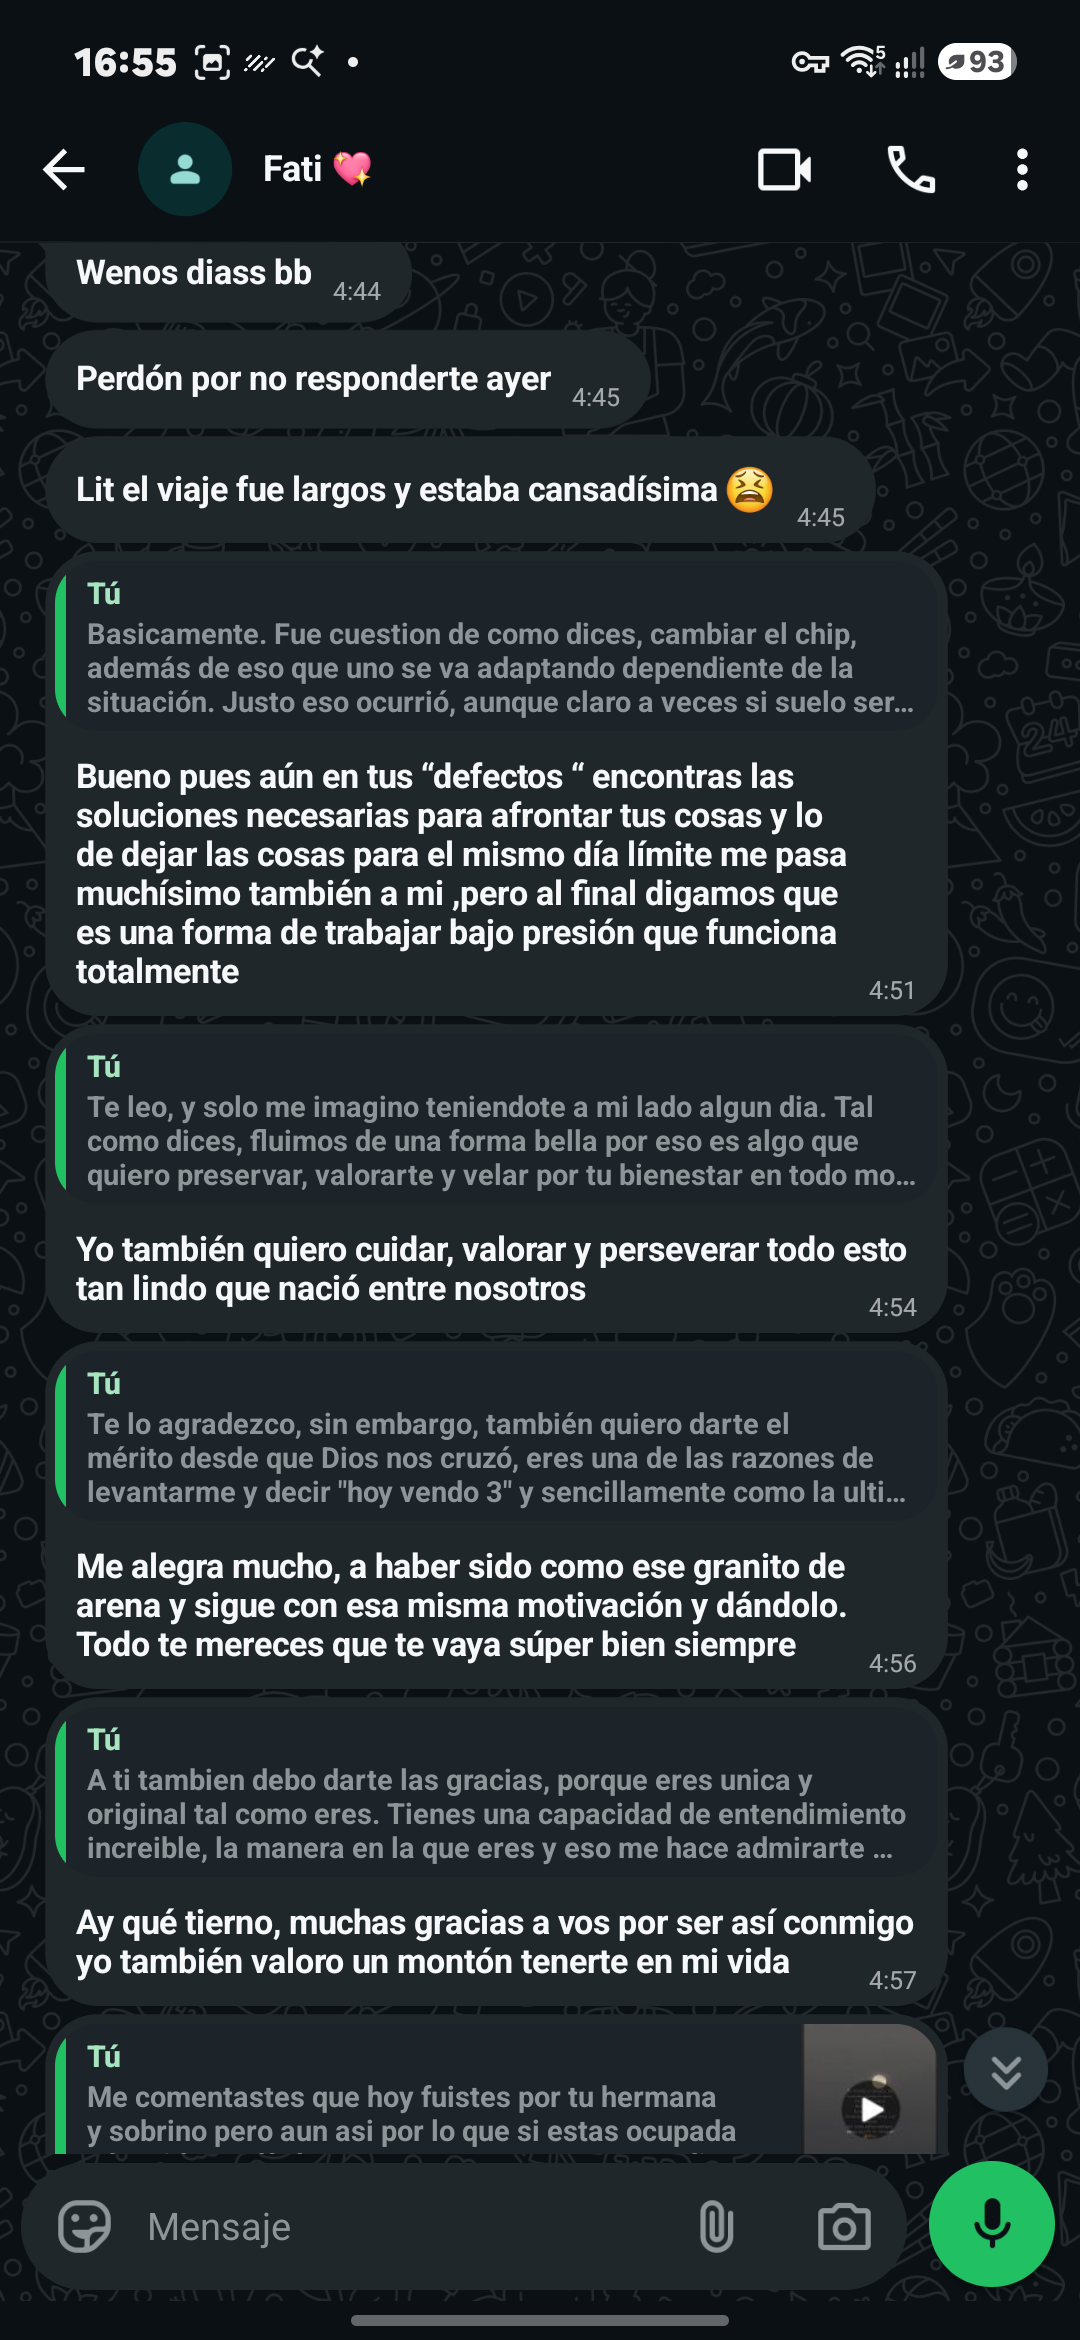 16:55
5
93
Fati 💖
Wenos diass bb 4:44
Perdón por no responderte ayer 4:45
Lit el viaje fue largos y estaba cansadísima 😫 4:45
Tú
Basicamente. Fue cuestion de como dices, cambiar el chip,
además de eso que uno se va adaptando dependiente de la
situación. Justo eso ocurrió, aunque claro a veces si suelo ser...
Bueno pues aún en tus “defectos “ encontras las
soluciones necesarias para afrontar tus cosas y lo
de dejar las cosas para el mismo día límite me pasa
muchísimo también a mi ,pero al final digamos que
es una forma de trabajar bajo presión que funciona
totalmente 4:51
Tú
Te leo, y solo me imagino teniendote a mi lado algun dia. Tal
como dices, fluimos de una forma bella por eso es algo que
quiero preservar, valorarte y velar por tu bienestar en todo mo...
Yo también quiero cuidar, valorar y perseverar todo esto
tan lindo que nació entre nosotros 4:54
Tú
Te lo agradezco, sin embargo, también quiero darte el
mérito desde que Dios nos cruzó, eres una de las razones de
levantarme y decir "hoy vendo 3" y sencillamente como la ulti...
Me alegra mucho, a haber sido como ese granito de
arena y sigue con esa misma motivación y dándolo.
Todo te mereces que te vaya súper bien siempre 4:56
Tú
A ti tambien debo darte las gracias, porque eres unica y
original tal como eres. Tienes una capacidad de entendimiento
increible, la manera en la que eres y eso me hace admirarte ...
Ay qué tierno, muchas gracias a vos por ser así conmigo
yo también valoro un montón tenerte en mi vida 4:57
Tú
Me comentastes que hoy fuistes por tu hermana
y sobrino pero aun asi por lo que si estas ocupada
Mensaje